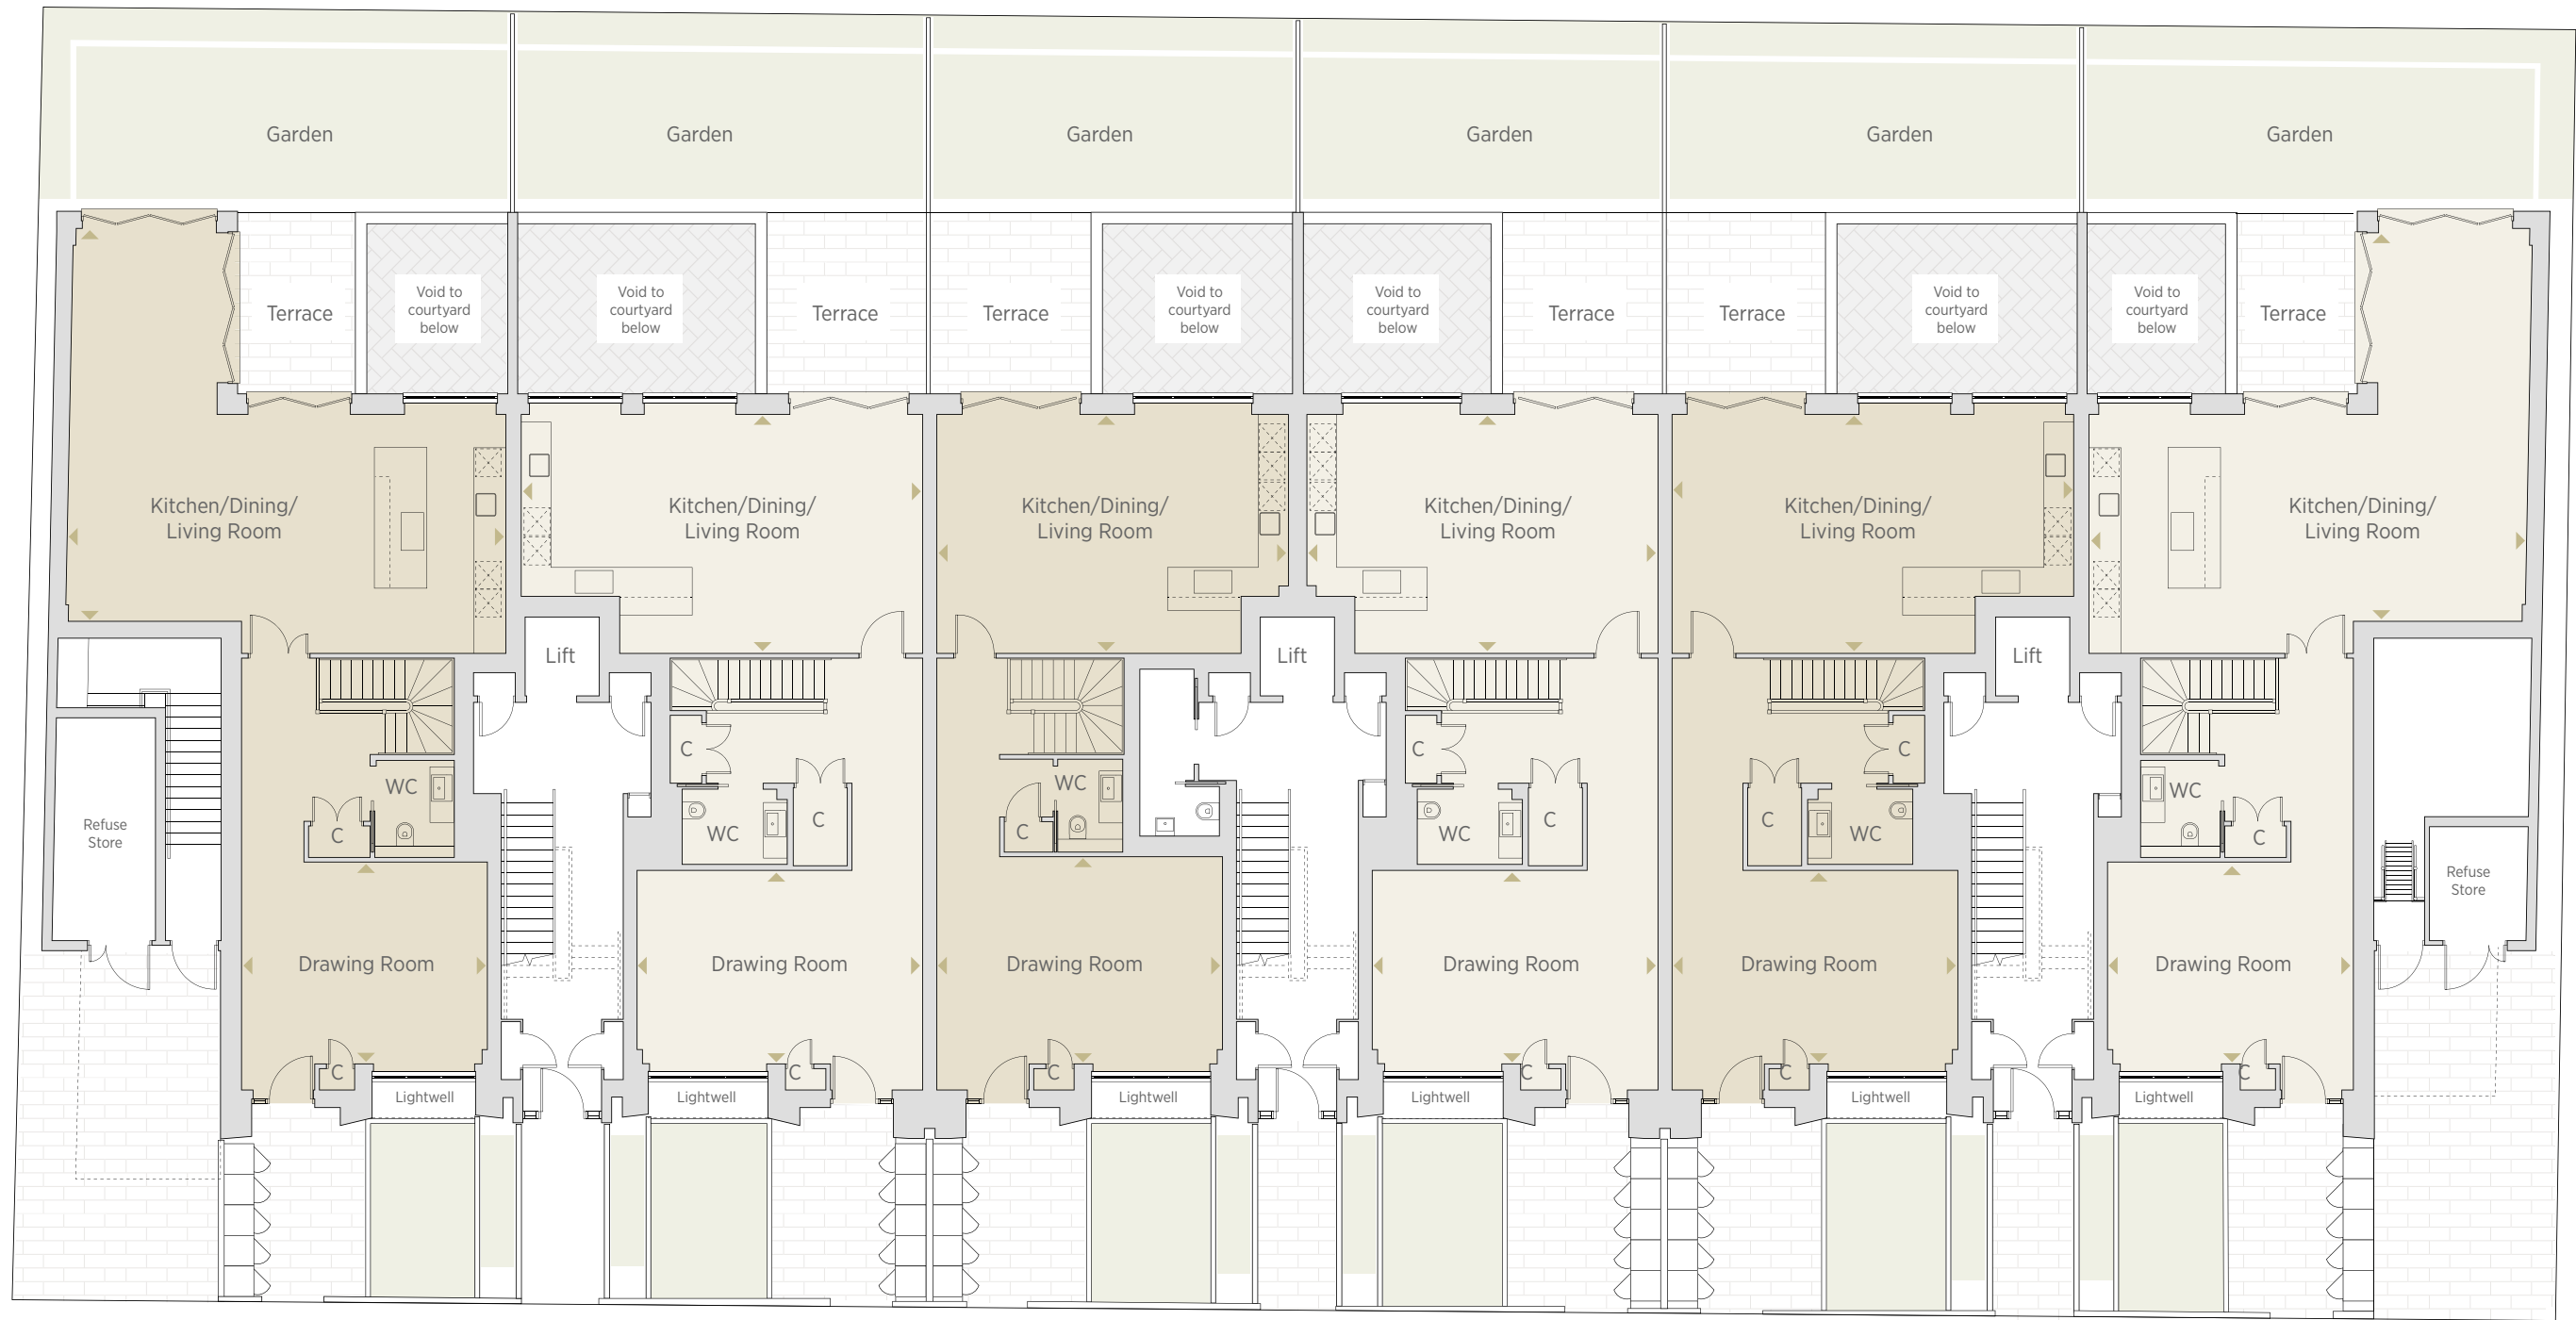 Garden
Garden
Garden
Garden
Garden
Garden
Terrace
Void to
courtyard
below
Void to
courtyard
below
Terrace
Terrace
Void to
courtyard
below
Void to
courtyard
below
Terrace
Terrace
Void to
courtyard
below
Void to
courtyard
below
Terrace
Kitchen/Dining/
Living Room
Kitchen/Dining/
Living Room
Kitchen/Dining/
Living Room
Kitchen/Dining/
Living Room
Kitchen/Dining/
Living Room
Kitchen/Dining/
Living Room
Lift
Lift
Lift
C
C
C
WC
WC
WC
Refuse
Store
C
WC
C
C
WC
C
C
WC
C
Refuse
Store
Drawing Room
Drawing Room
Drawing Room
Drawing Room
Drawing Room
Drawing Room
C
C
C
C
C
C
Lightwell
Lightwell
Lightwell
Lightwell
Lightwell
Lightwell